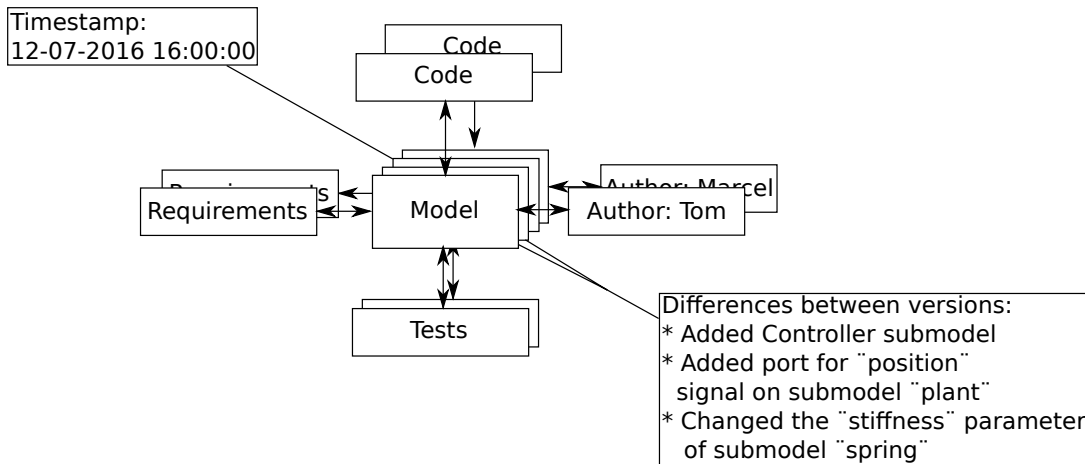 Timestamp:
12-07-2016 16:00:00
Code
Code
Requirements
Requirements
Model
Author: Marcel
Author: Tom
Tests
Differences between versions:
* Added Controller submodel
* Added port for ¨position¨
signal on submodel ¨plant¨
* Changed the ¨stiffness¨ parameter
of submodel ¨spring¨